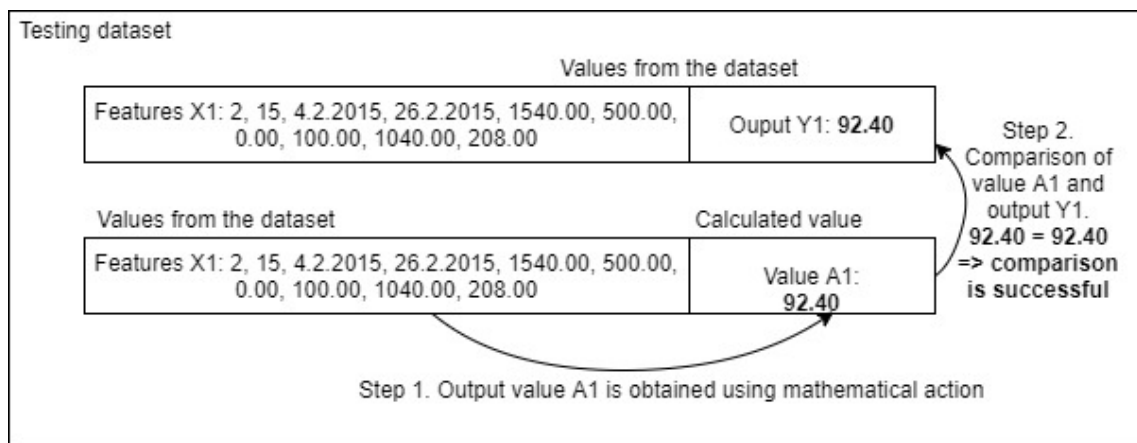 Testing dataset
Values from the dataset
Features X1: 2, 15, 4.2.2015, 26.2.2015, 1540.00, 500.00,
0.00, 100.00, 1040.00, 208.00
Ouput Y1: 92.40
Values from the dataset
Calculated value
Features X1: 2, 15, 4.2.2015, 26.2.2015, 1540.00, 500.00,
0.00, 100.00, 1040.00, 208.00
Value A1:
92.40
Step 2.
Comparison of
value A1 and
output Y1.
92.40 = 92.40
=> comparison
is successful
Step 1. Output value A1 is obtained using mathematical action